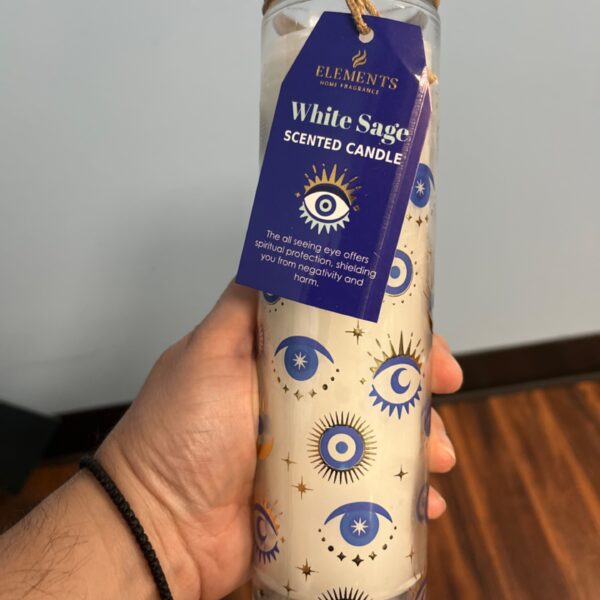 ELEMENTS
HOME FRAGRANCE
White Sage
SCENTED CANDLE
The all seeing eye offers
spiritual protection, shielding
you from negativity and
harm.